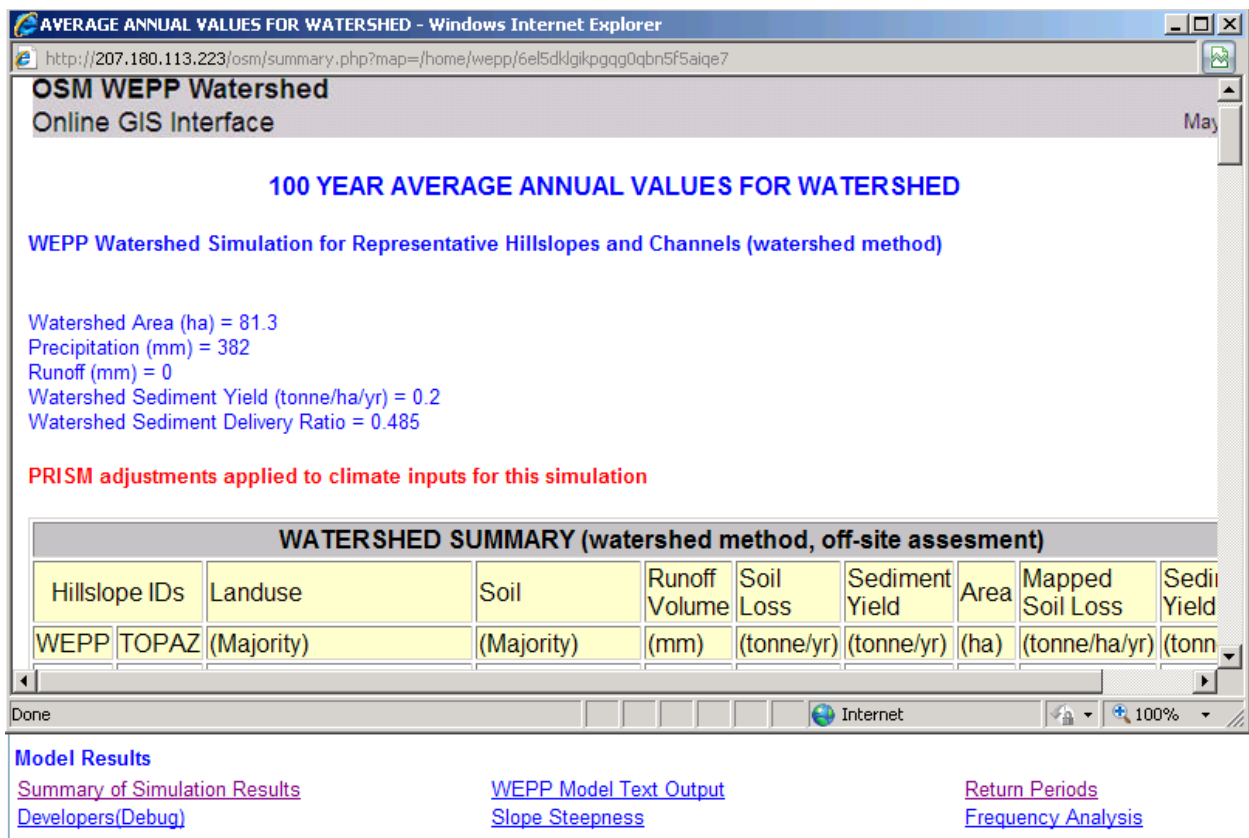 AVERAGE ANNUAL VALUES FOR WATERSHED - Windows Internet Explorer
http://207.180.113.223/osm/summary.php?map=/home/wepp/6el5dklgikpgqg0qbn5f5aiqe7
OSM WEPP Watershed
Online GIS Interface May
100 YEAR AVERAGE ANNUAL VALUES FOR WATERSHED
WEPP Watershed Simulation for Representative Hillslopes and Channels (watershed method)
Watershed Area (ha) = 81.3
Precipitation (mm) = 382
Runoff (mm) = 0
Watershed Sediment Yield (tonne/ha/yr) = 0.2
Watershed Sediment Delivery Ratio = 0.485
PRISM adjustments applied to climate inputs for this simulation
WATERSHED SUMMARY (watershed method, off-site assesment)
Hillslope IDs Landuse Soil Runoff Volume Soil Loss Sediment Yield Area Mapped Soil Loss Sedi Yield
WEPP TOPAZ (Majority) (Majority) (mm) (tonne/yr) (tonne/yr) (ha) (tonne/ha/yr) (tonn
Done Internet 100%
Model Results
Summary of Simulation Results WEPP Model Text Output Return Periods
Developers(Debug) Slope Steepness Frequency Analysis